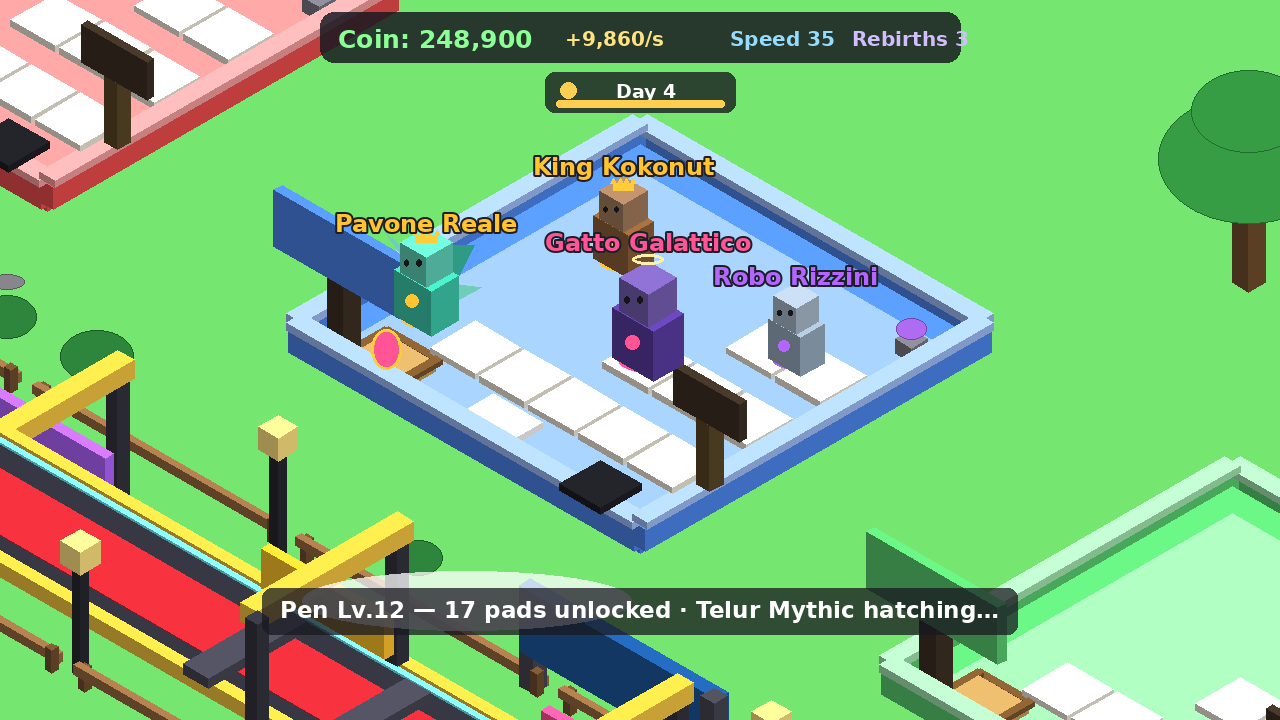 Coin: 248,900 +9,860/s Speed 35 Rebirths 3
Day 4
King Kokonut
Pavone Reale
Gatto Galattico
Robo Rizzini
Pen Lv.12 — 17 pads unlocked · Telur Mythic hatching…